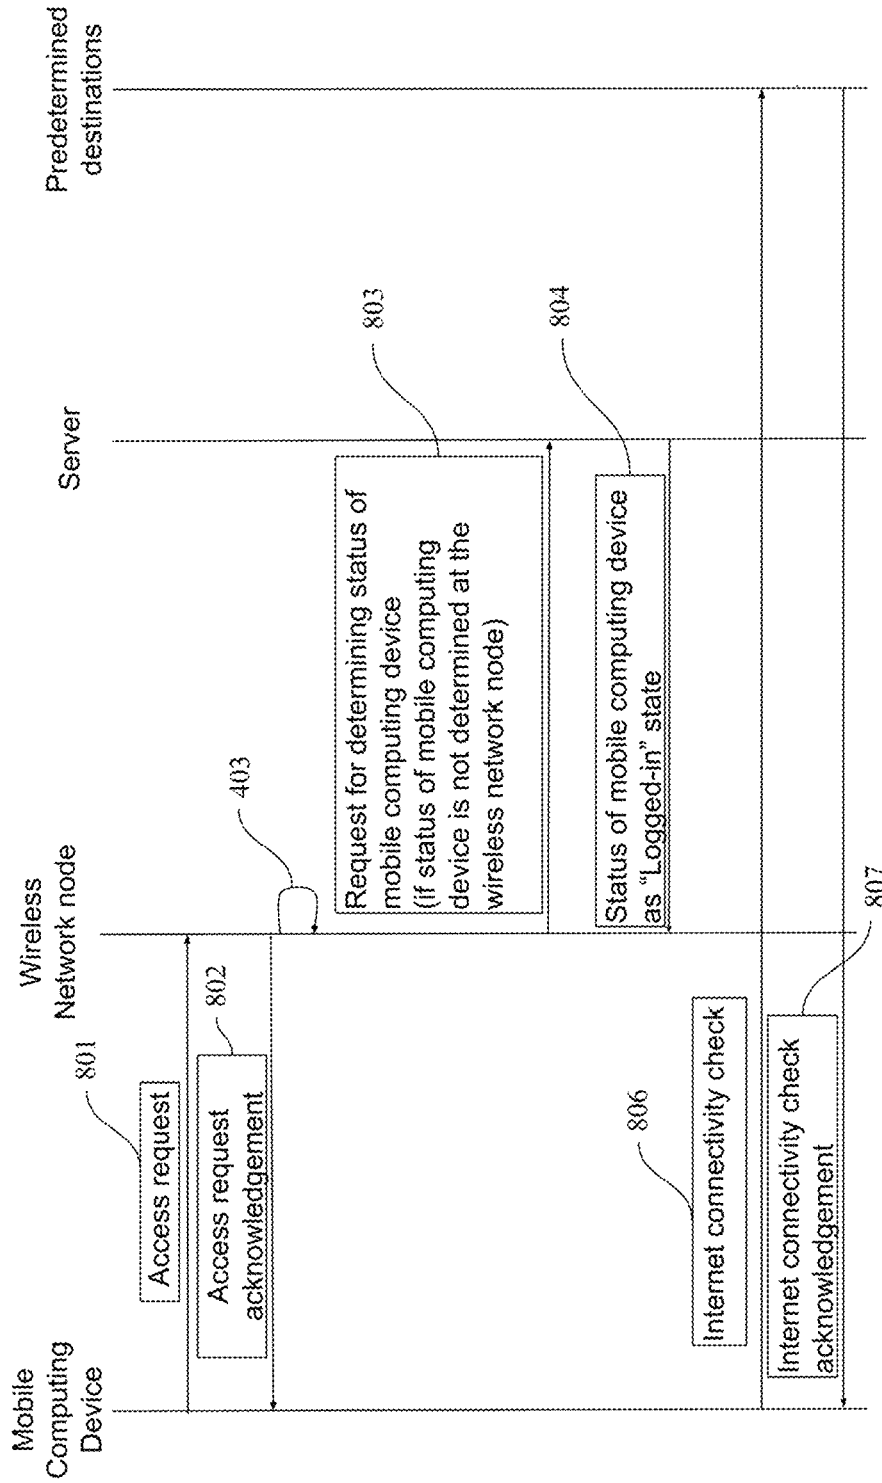 Mobile
Computing
Device
Wireless
Network node
Server
Predetermined
destinations
801
Access request
802
Access request
acknowledgement
403
803
Request for determining status of
mobile computing device
(if status of mobile computing
device is not determined at the
wireless network node)
804
Status of mobile computing device
as “Logged-in” state
806
Internet connectivity check
807
Internet connectivity check
acknowledgement